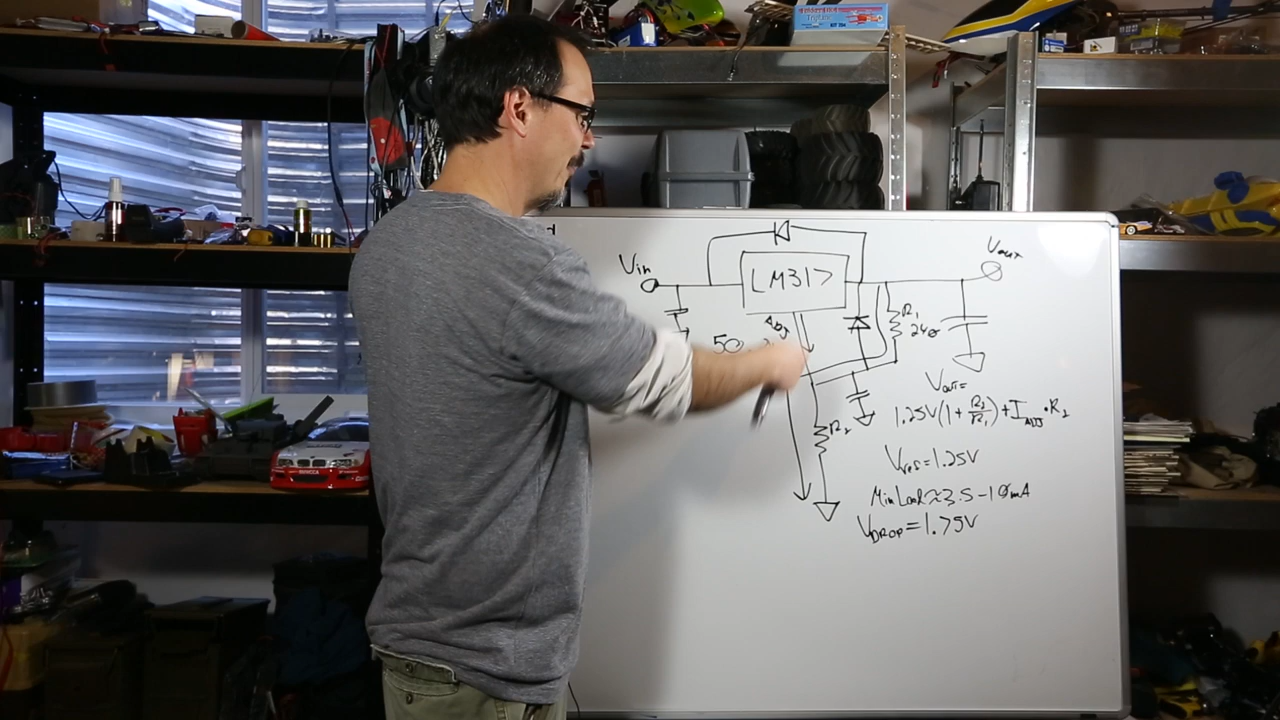 Vin
LM317
Vout
ADJ
R1
240
50
R2
Vout=
1.25V(1+R2/R1)+IADJ·R2
Vref=1.25V
Min Load≈3.5-10mA
VDROP=1.75V